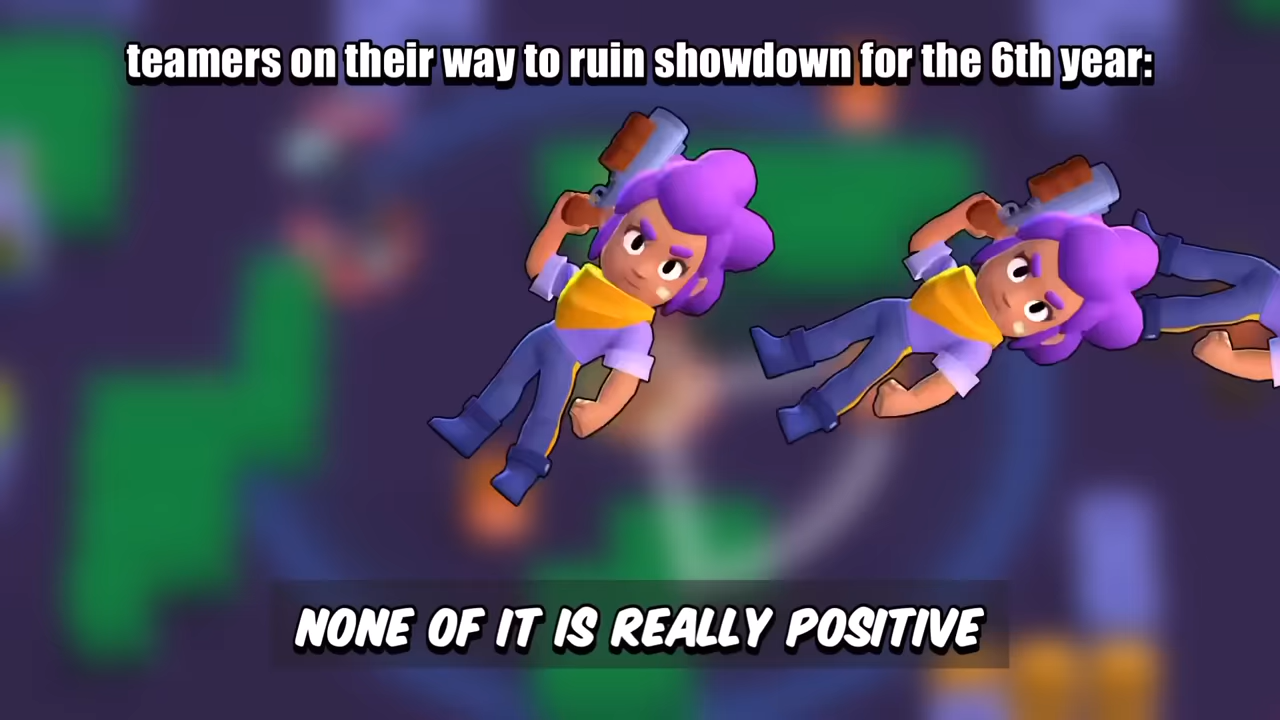 teamers on their way to ruin showdown for the 6th year:
NONE OF IT IS REALLY POSITIVE